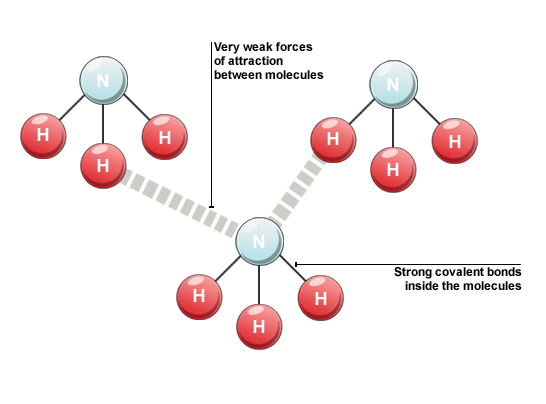 Very weak forces
of attraction
between molecules
N
N
H
H
H
H
H
H
N
Strong covalent bonds
inside the molecules
H
H
H